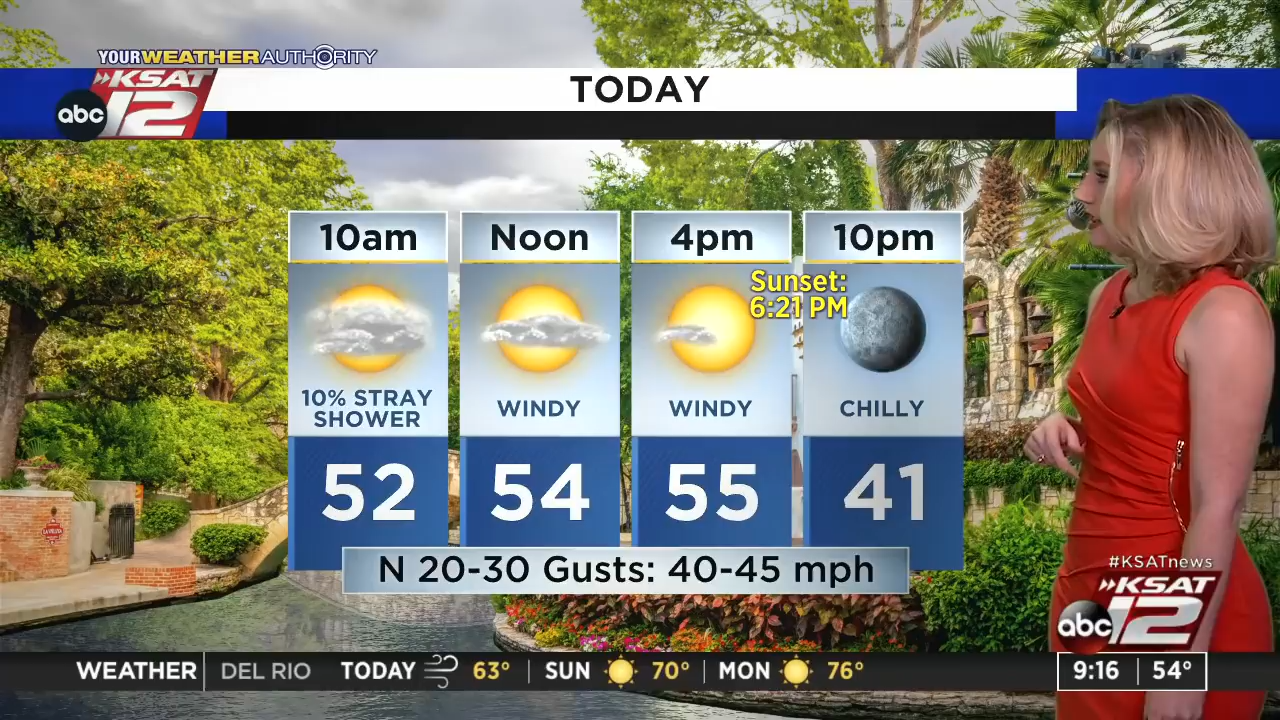 YOUR WEATHER AUTHORITY
KSAT
abc 12
TODAY
10am
Noon
4pm
10pm
Sunset:
6:21 PM
10% STRAY
SHOWER
WINDY
WINDY
CHILLY
52
54
55
41
N 20-30 Gusts: 40-45 mph
#KSATnews
KSAT
abc 12
WEATHER DEL RIO TODAY 63° SUN 70° MON 76° 9:16 54°